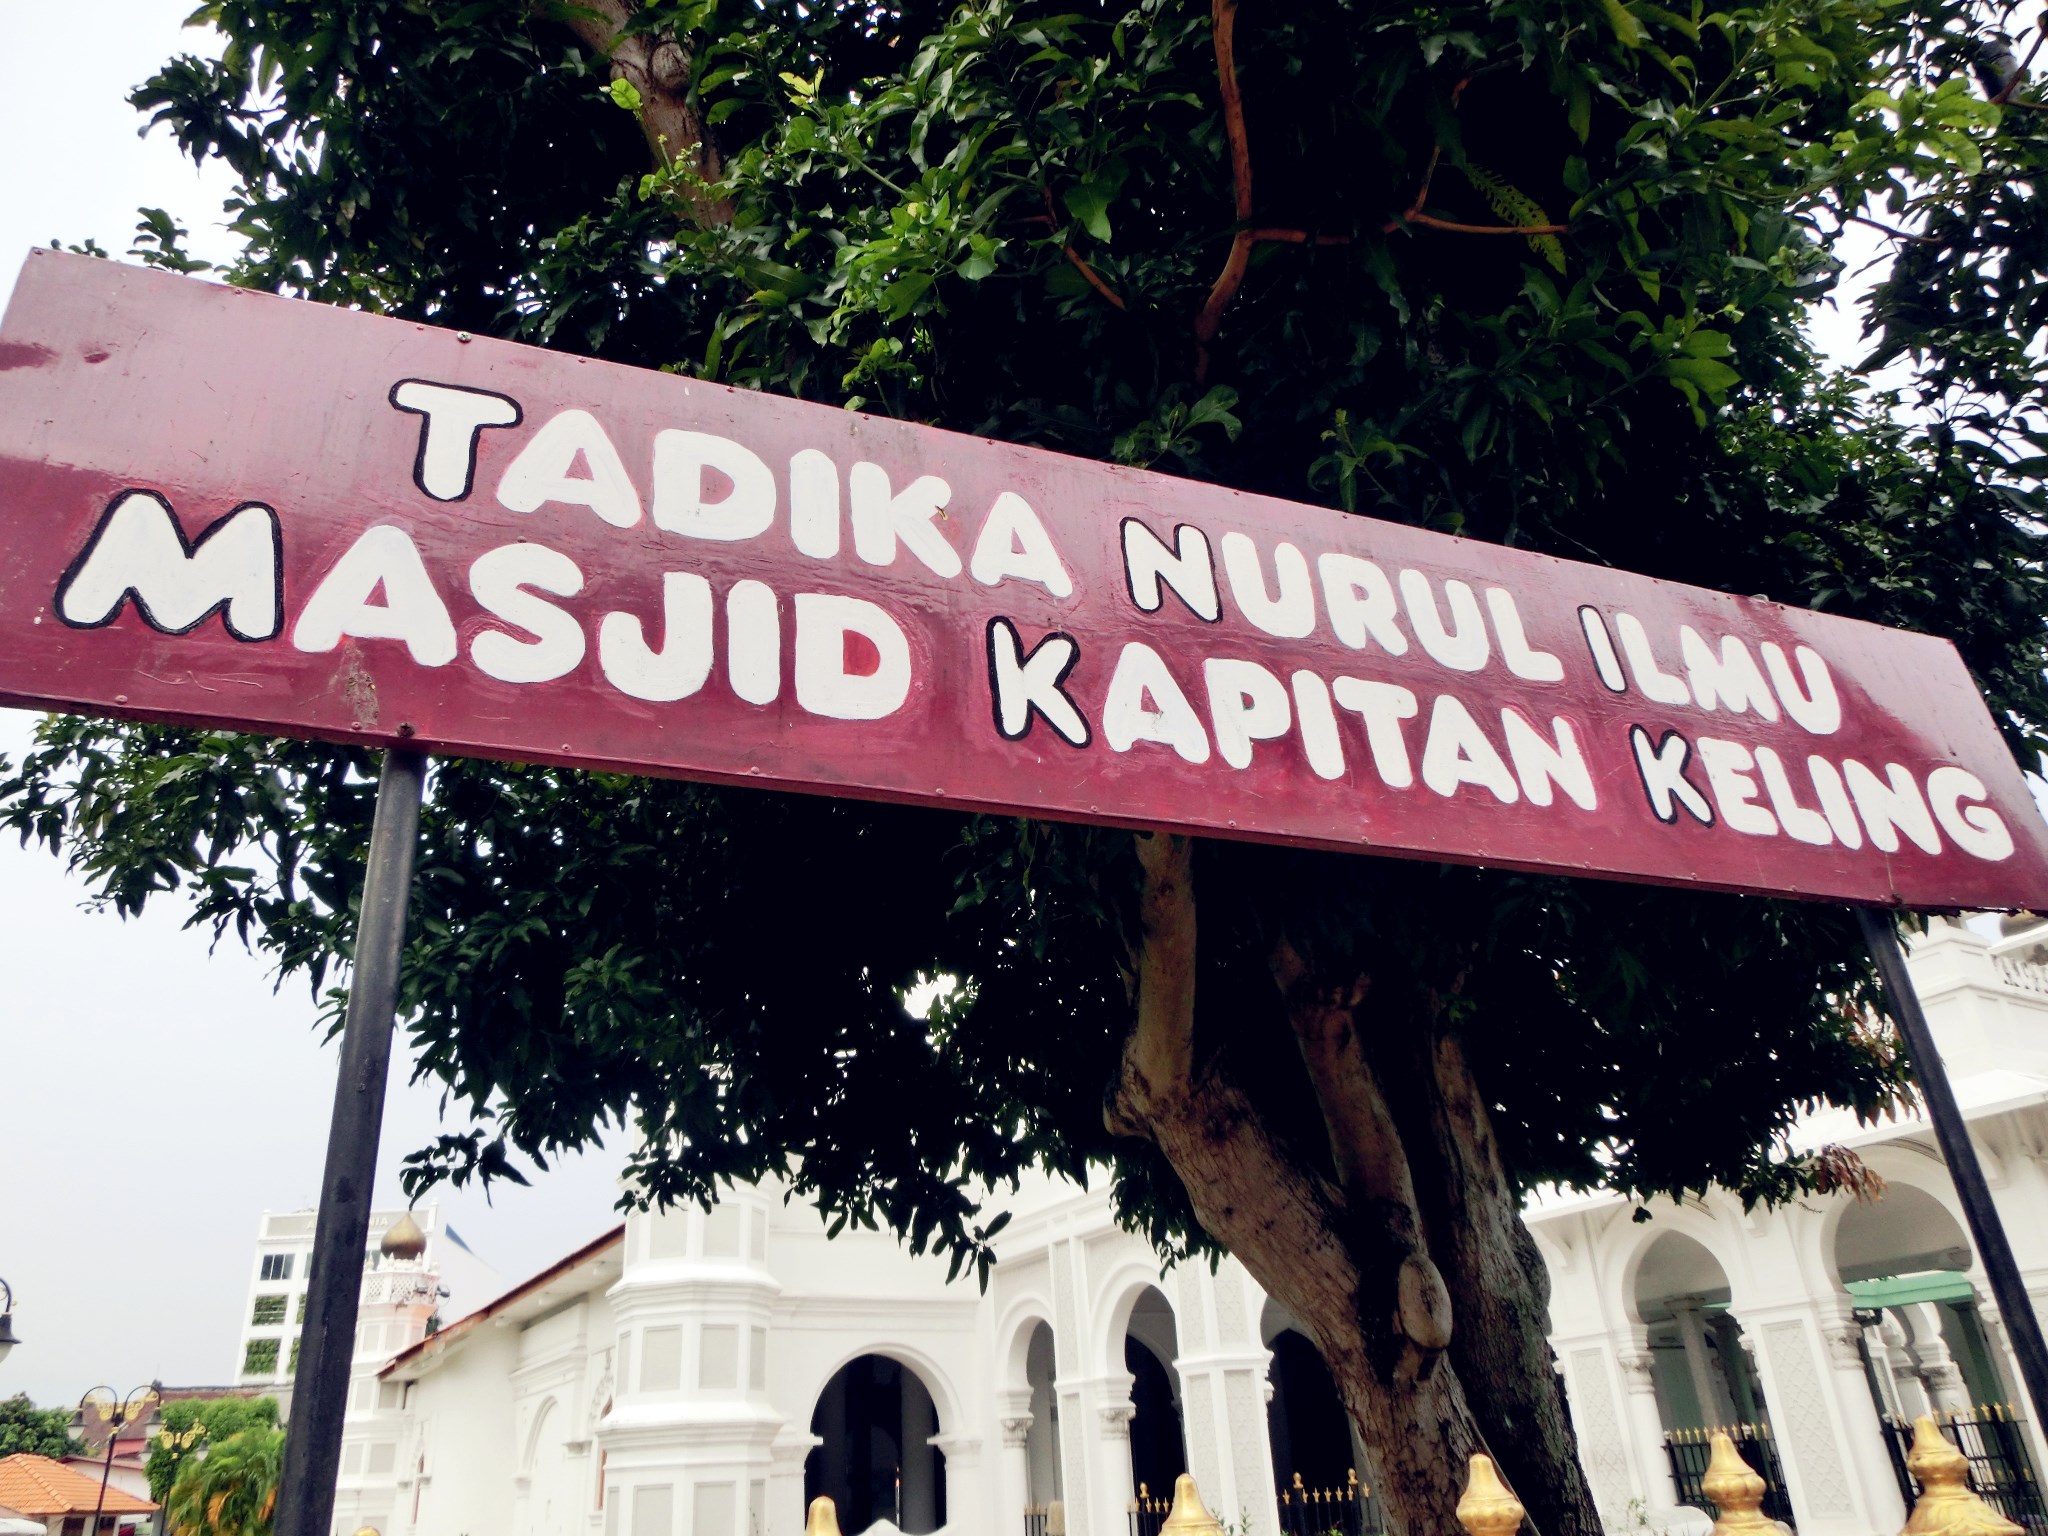 TADIKA NURUL ILMU
MASJID KAPITAN KELING